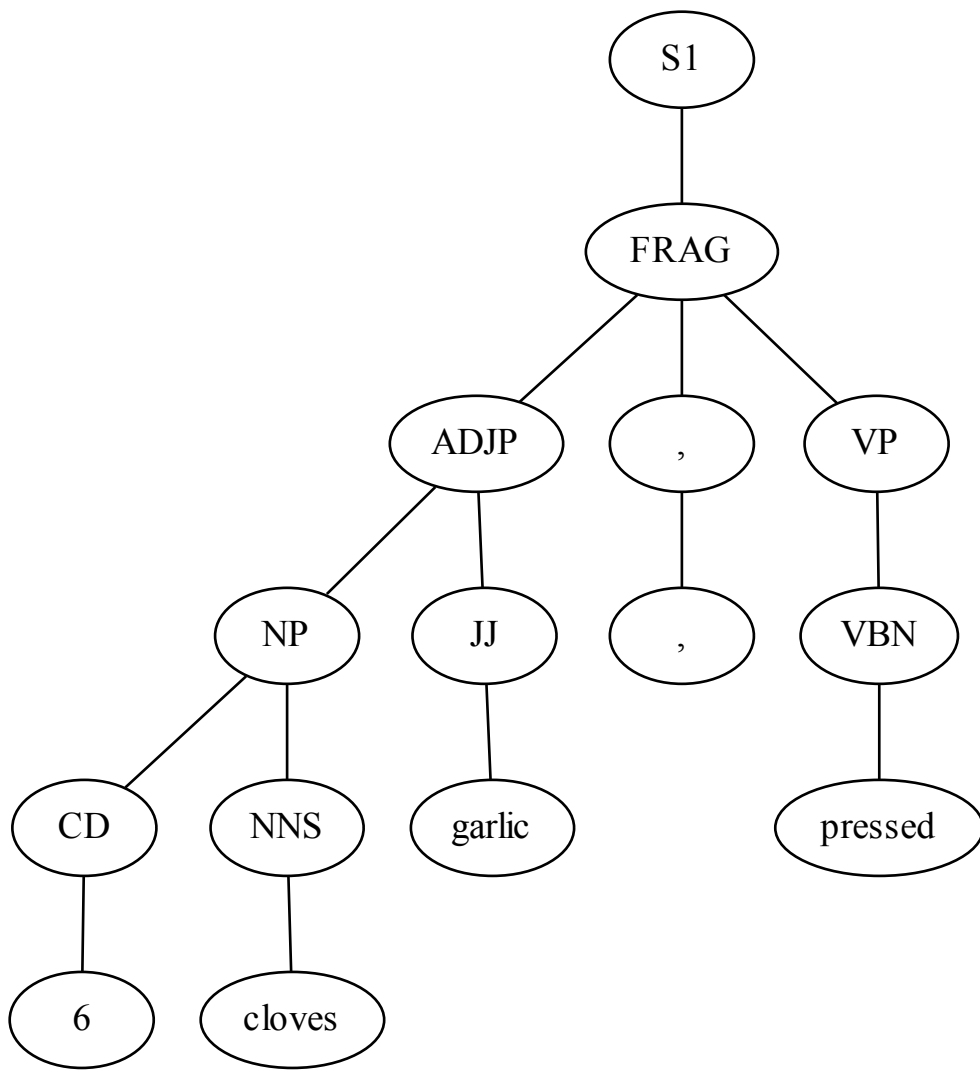 S1
FRAG
ADJP , VP
NP JJ , VBN
CD NNS garlic pressed
6 cloves